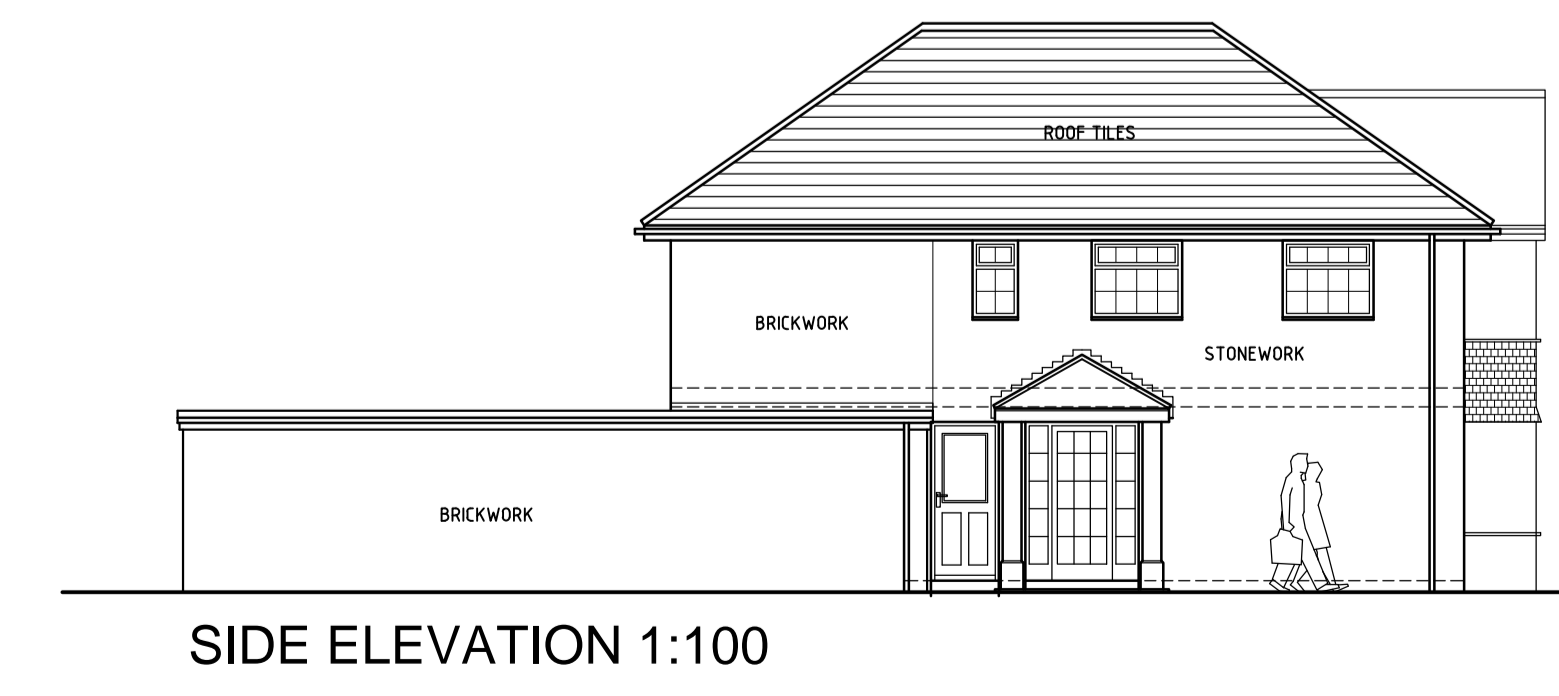 ROOF TILES
BRICKWORK
STONEWORK
BRICKWORK
SIDE ELEVATION 1:100